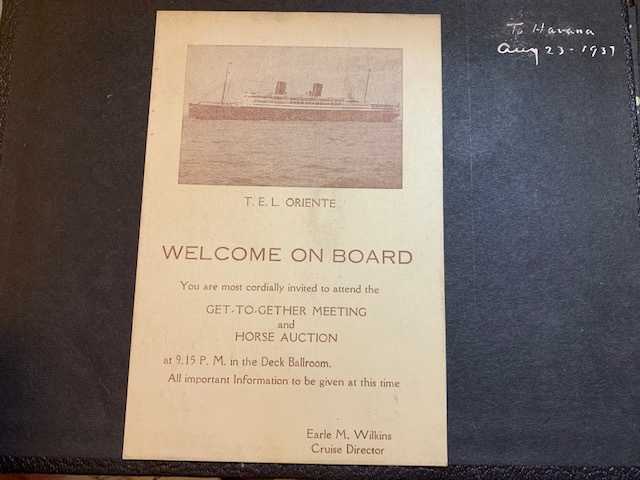 To Havana
Aug 23-1937
T. E. L. ORIENTE
WELCOME ON BOARD
You are most cordially invited to attend the
GET-TO-GETHER MEETING
and
HORSE AUCTION
at 9.15 P. M. in the Deck Ballroom.
All important Information to be given at this time
Earle M. Wilkins
Cruise Director